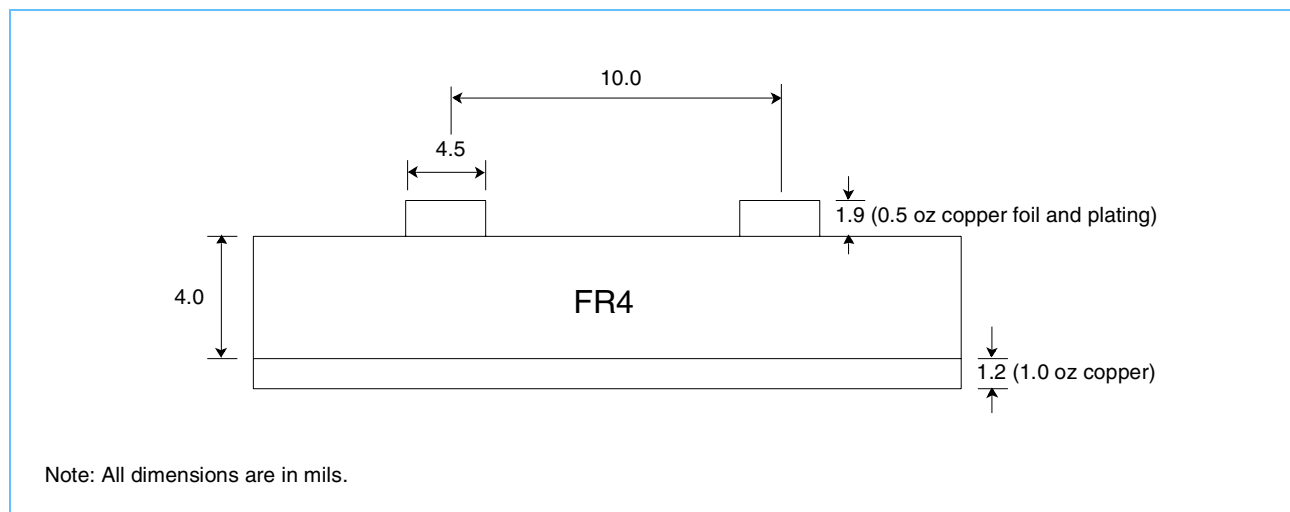 10.0
4.5
1.9 (0.5 oz copper foil and plating)
4.0
FR4
1.2 (1.0 oz copper)
Note: All dimensions are in mils.